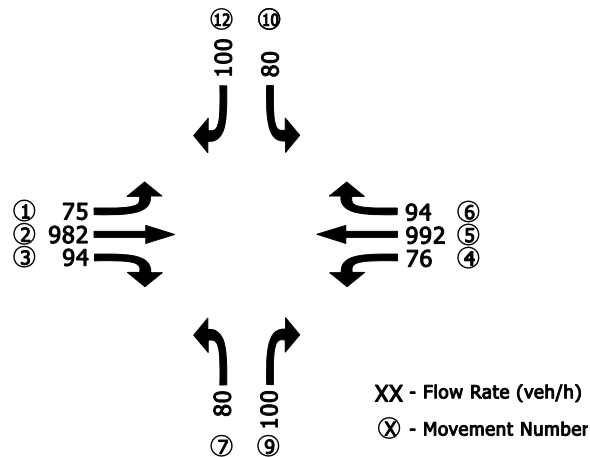 12 10
100 80
1 75 94 6
2 982 992 5
3 94 76 4
80 100
7 9
XX - Flow Rate (veh/h)
X - Movement Number